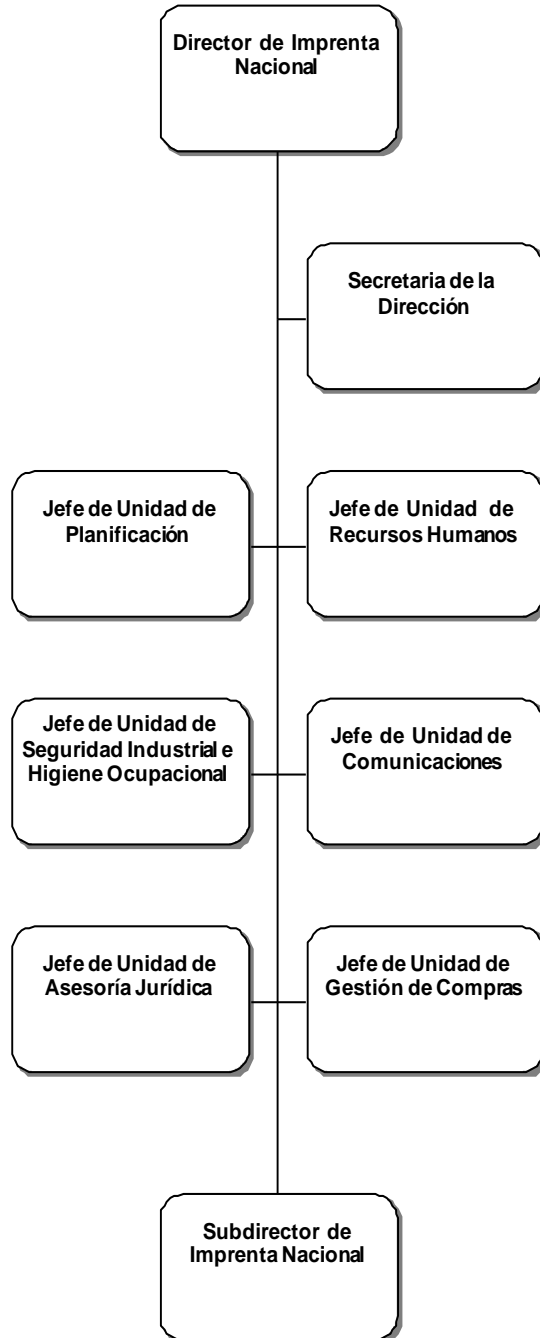 Director de Imprenta
Nacional
Secretaria de la
Dirección
Jefe de Unidad de
Planificación
Jefe de Unidad de
Recursos Humanos
Jefe de Unidad de
Seguridad Industrial e
Higiene Ocupacional
Jefe de Unidad de
Comunicaciones
Jefe de Unidad de
Asesoría Jurídica
Jefe de Unidad de
Gestión de Compras
Subdirector de
Imprenta Nacional